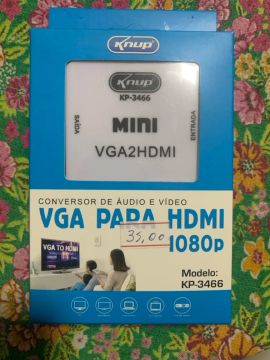 Knup
Knup
KP-3466
MINI
VGA2HDMI
SAÍDA
ENTRADA
CONVERSOR DE ÁUDIO E VÍDEO
VGA PARA HDMI
35,00
1080p
VGA TO HDMI
Modelo:
KP-3466